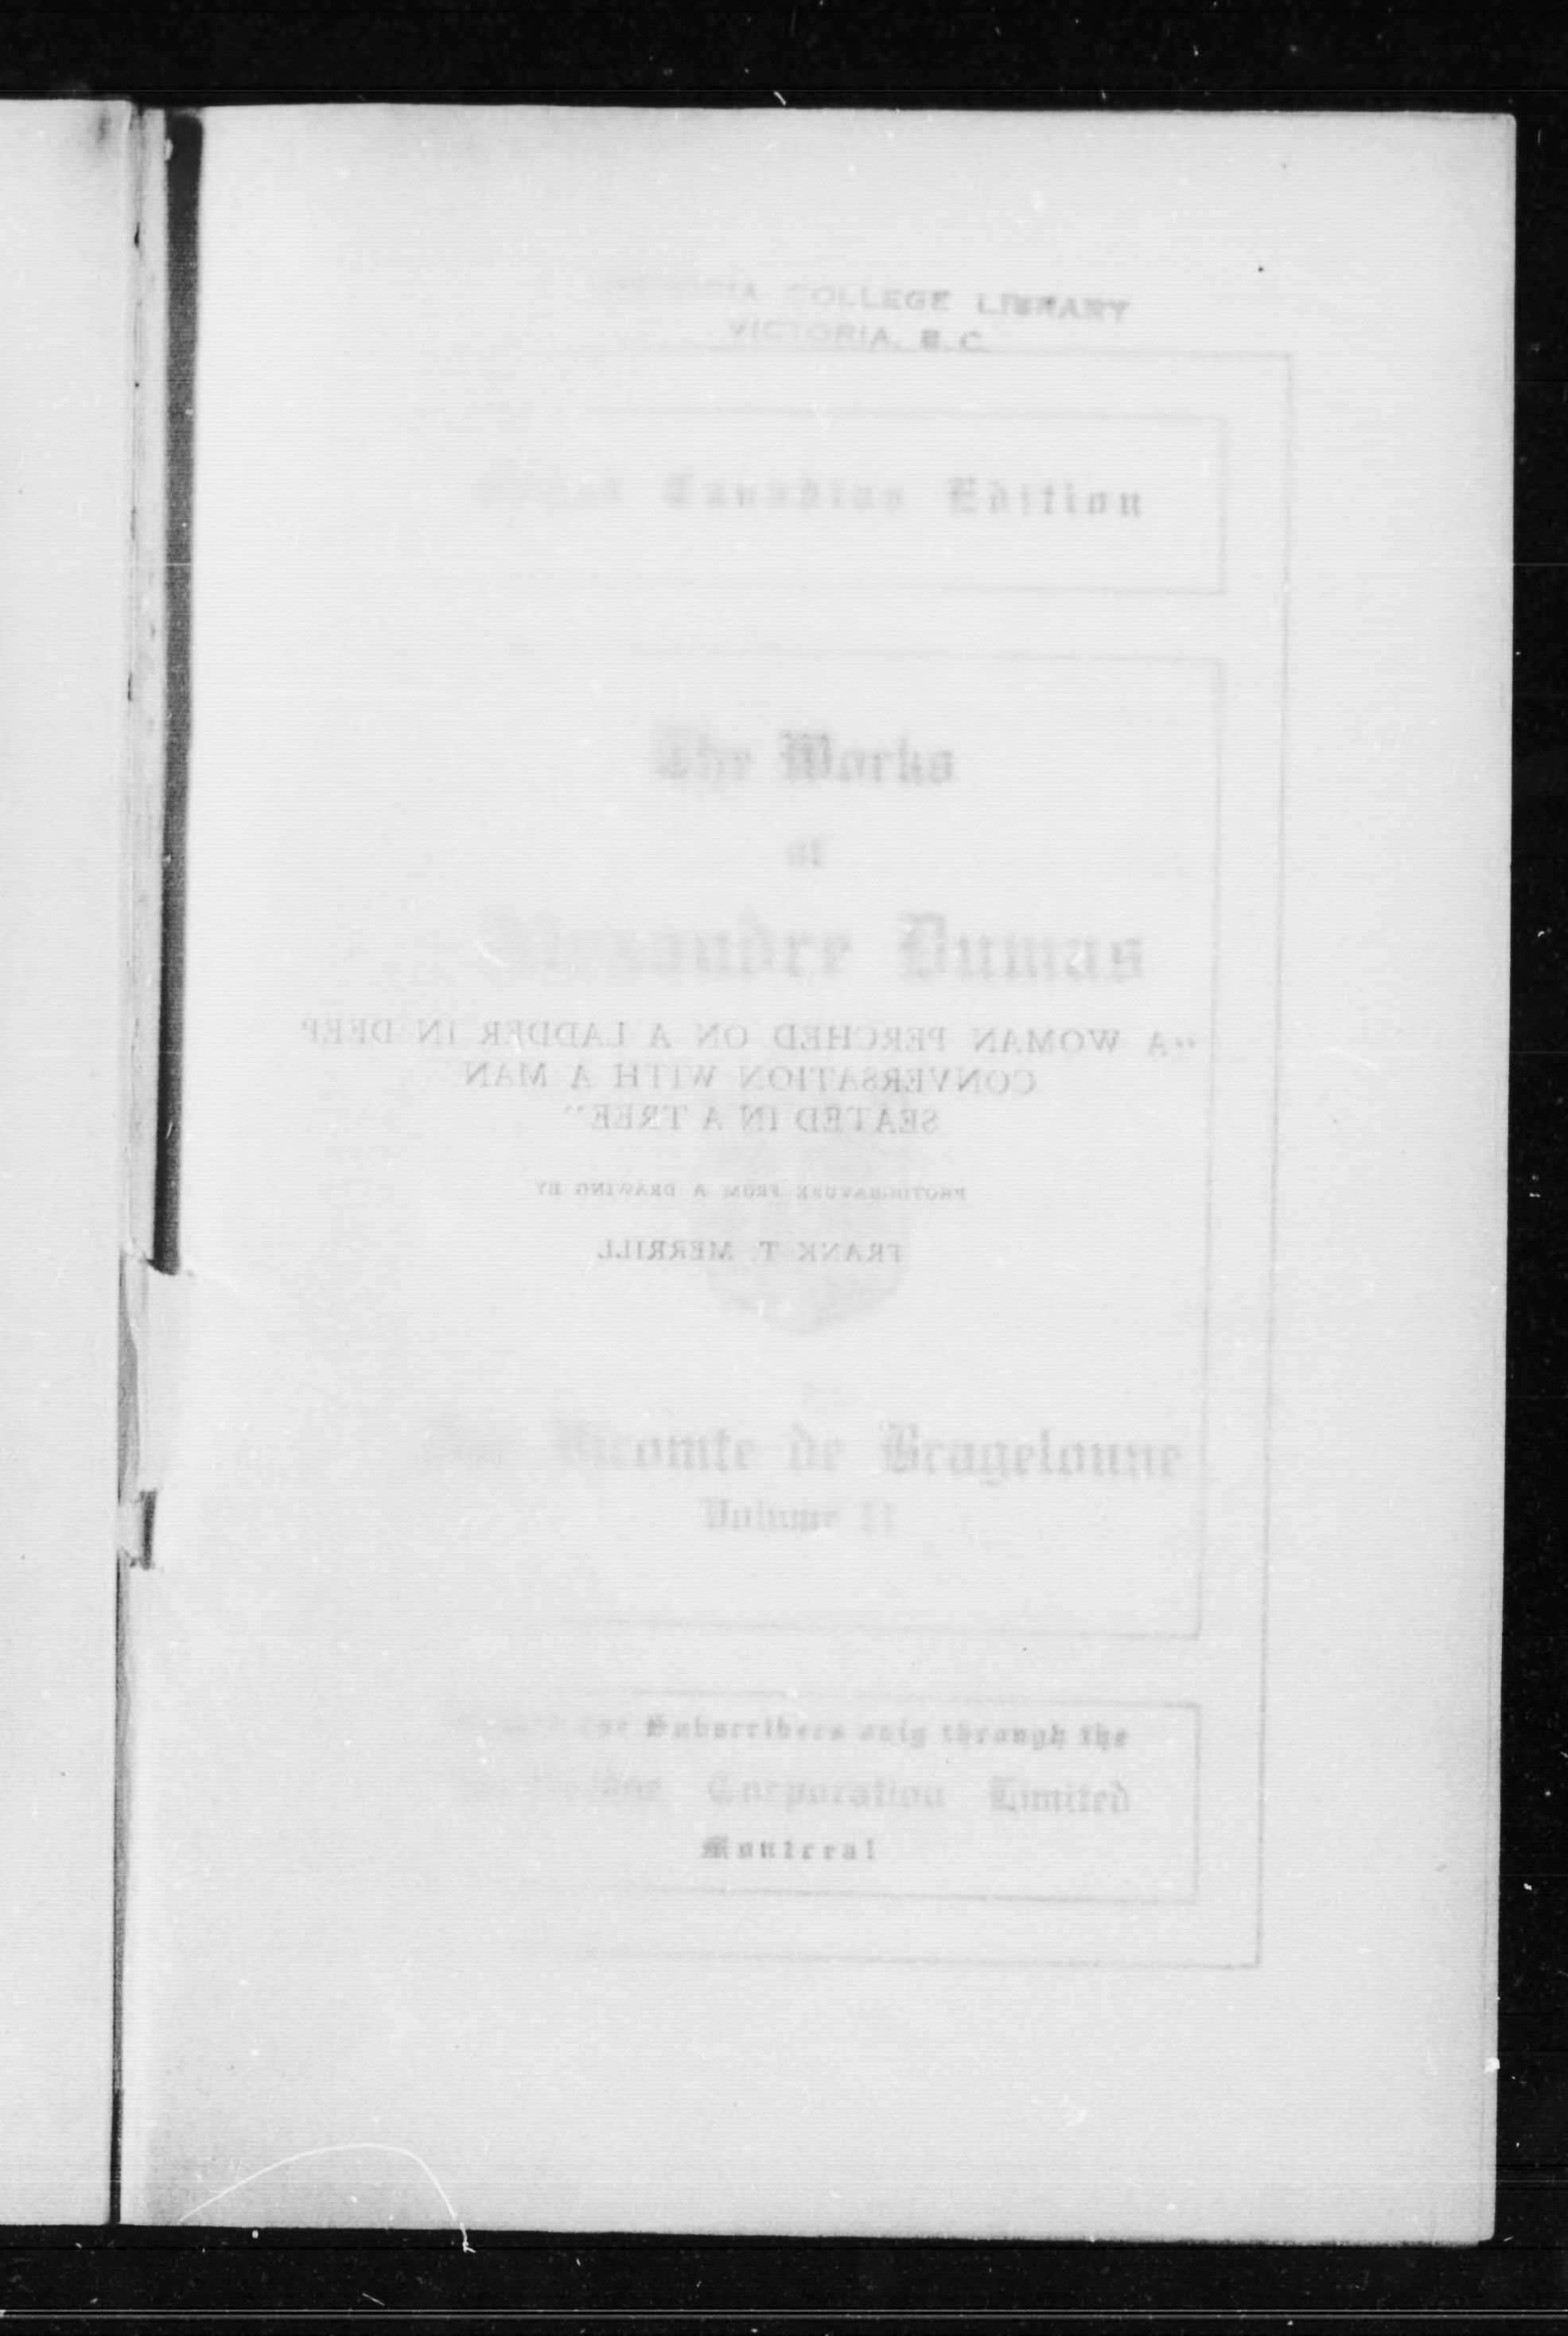 COLLEGE LIBRARY
VICTORIA, B.C.
Canadian Edition
The Works
of
Alexandre Dumas
"A WOMAN PERCHED ON A LADDER IN DEEP
CONVERSATION WITH A MAN
SEATED IN A TREE"
PHOTOGRAVURE FROM A DRAWING BY
FRANK T. MERRILL
Vicomte de Bragelonne
Volume II
Subscribers only through the
Corporation Limited
Montreal